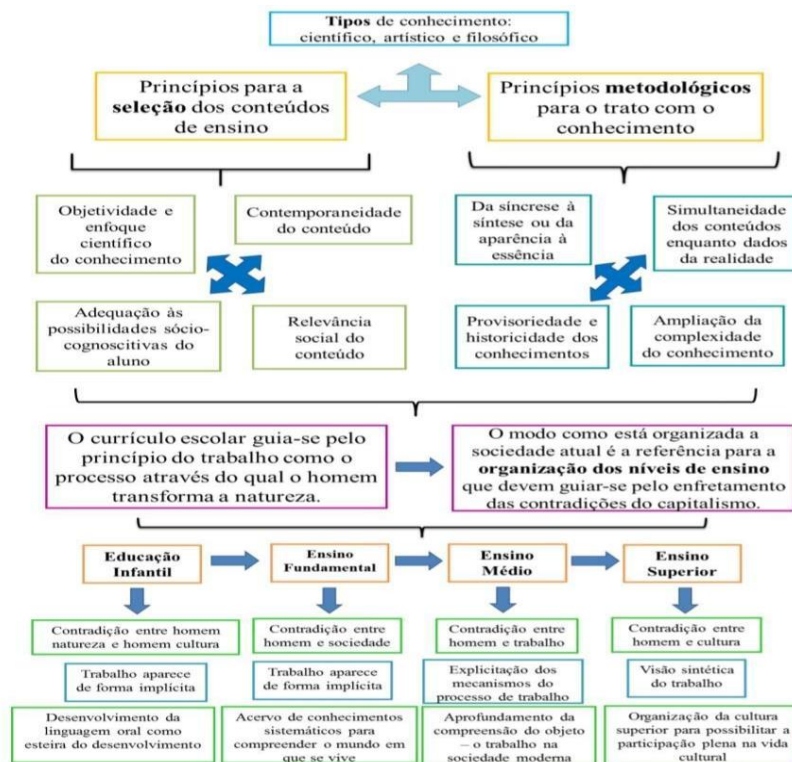 Tipos de conhecimento:
científico, artístico e filosófico
Princípios para a
seleção dos conteúdos
de ensino
Princípios metodológicos
para o trato com o
conhecimento
Objetividade e
enfoque
científico
do conhecimento
Contemporaneidade
do conteúdo
Da síncrese à
síntese ou da
aparência à
essência
Simultaneidade
dos conteúdos
enquanto dados
da realidade
Adequação às
possibilidades sócio-
cognoscitivas do
aluno
Relevância
social do
conteúdo
Provisoriedade e
historicidade dos
conhecimentos
Ampliação da
complexidade
do conhecimento
O currículo escolar guia-se pelo
princípio do trabalho como o
processo através do qual o homem
transforma a natureza.
O modo como está organizada a
sociedade atual é a referência para a
organização dos níveis de ensino
que devem guiar-se pelo enfretamento
das contradições do capitalismo.
Educação
Infantil
Ensino
Fundamental
Ensino
Médio
Ensino
Superior
Contradição entre homem
natureza e homem cultura
Contradição entre
homem e sociedade
Contradição entre
homem e trabalho
Contradição entre
homem e cultura
Trabalho aparece
de forma implícita
Trabalho aparece
de forma implícita
Explicitação dos
mecanismos do
processo de trabalho
Visão sintética
do trabalho
Desenvolvimento da
linguagem oral como
esteira do desenvolvimento
Acervo de conhecimentos
sistemáticos para
compreender o mundo em
que se vive
Aprofundamento da
compreensão do objeto
– o trabalho na
sociedade moderna
Organização da cultura
superior para possibilitar a
participação plena na vida
cultural